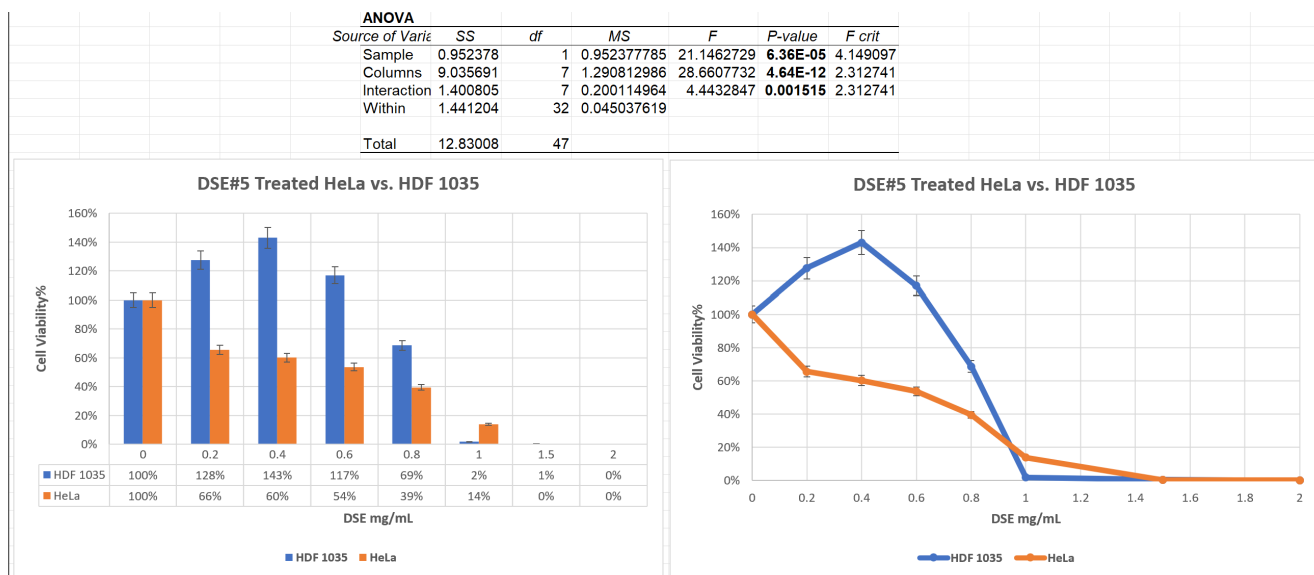 ANOVA
Source of Varia SS df MS F P-value F crit
Sample 0.952378 1 0.952377785 21.1462729 6.36E-05 4.149097
Columns 9.035691 7 1.290812986 28.6607732 4.64E-12 2.312741
Interaction 1.400805 7 0.200114964 4.4432847 0.001515 2.312741
Within 1.441204 32 0.045037619
Total 12.83008 47
DSE#5 Treated HeLa vs. HDF 1035
160%
140%
120%
100%
80%
60%
40%
20%
0%
Cell Viability%
0 0.2 0.4 0.6 0.8 1 1.5 2
HDF 1035 100% 128% 143% 117% 69% 2% 1% 0%
HeLa 100% 66% 60% 54% 39% 14% 0% 0%
DSE mg/mL
HDF 1035 HeLa
DSE#5 Treated HeLa vs. HDF 1035
160%
140%
120%
100%
80%
60%
40%
20%
0%
Cell Viability%
0 0.2 0.4 0.6 0.8 1 1.2 1.4 1.6 1.8 2
DSE mg/mL
HDF 1035 HeLa